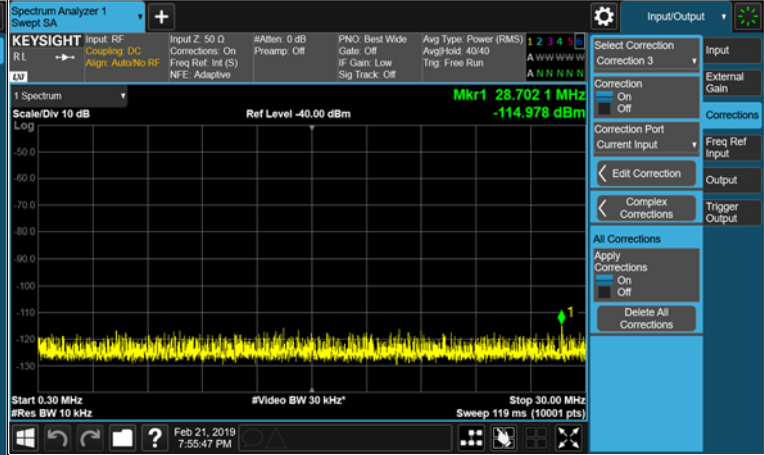 Spectrum Analyzer 1
Swept SA
+
Input/Output
KEYSIGHT
RL
Input: RF
Coupling: DC
Align: Auto/No RF
Input Z: 50 Ω
Corrections: On
Freq Ref: Int (S)
NFE: Adaptive
#Atten: 0 dB
Preamp: Off
PNO: Best Wide
Gate: Off
IF Gain: Low
Sig Track: Off
Avg Type: Power (RMS)
Avg|Hold: 40/40
Trig: Free Run
1 2 3 4 5 6
A W W W W W
A N N N N N
LXI
1 Spectrum
Scale/Div 10 dB
Log
Ref Level -40.00 dBm
Mkr1 28.702 1 MHz
-114.978 dBm
-50.0
-60.0
-70.0
-80.0
-90.0
-100
-110
-120
-130
1
Start 0.30 MHz
#Res BW 10 kHz
#Video BW 30 kHz*
Stop 30.00 MHz
Sweep 119 ms (10001 pts)
?
Feb 21, 2019
7:55:47 PM
Select Correction
Correction 3
Correction
On
Off
Correction Port
Current Input
Edit Correction
Complex
Corrections
All Corrections
Apply
Corrections
On
Off
Delete All
Corrections
Input
External
Gain
Corrections
Freq Ref
Input
Output
Trigger
Output